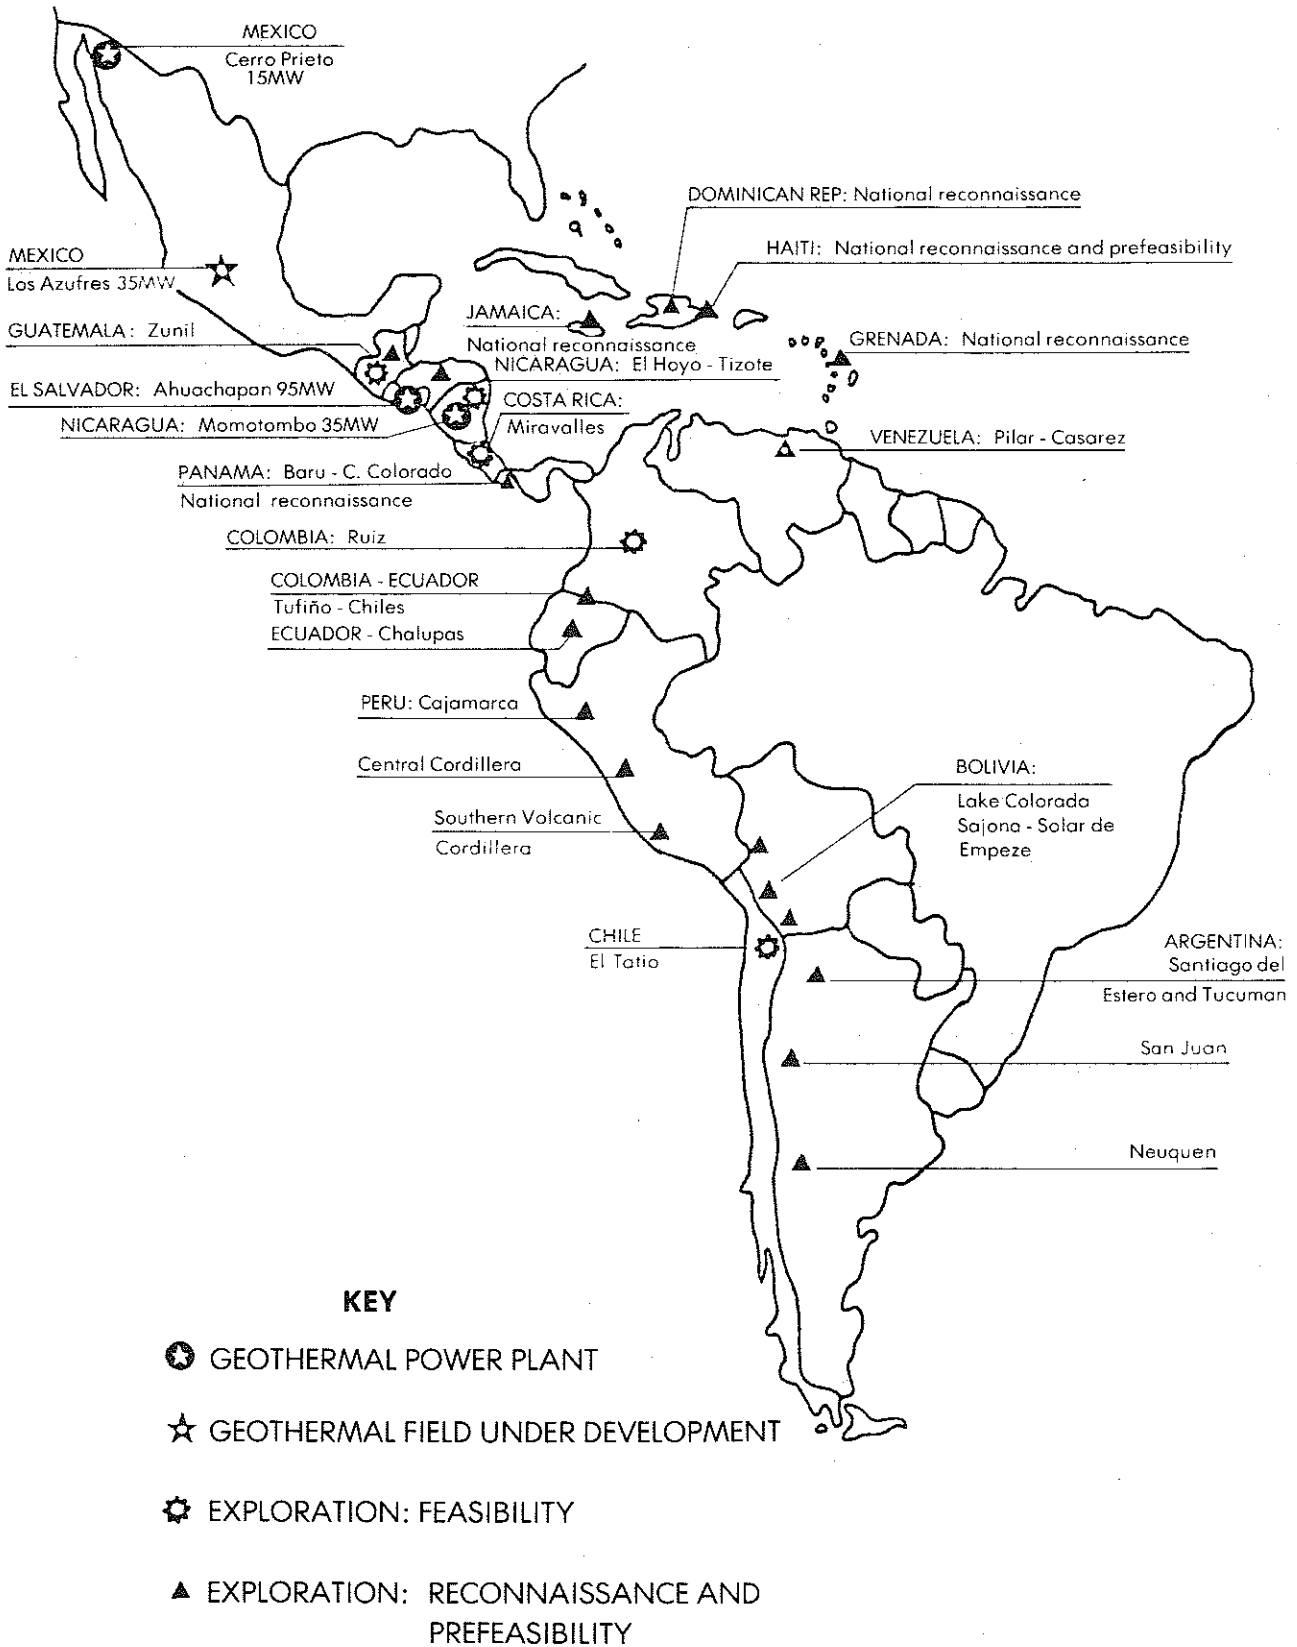 MEXICO
Cerro Prieto
15MW
DOMINICAN REP: National reconnaissance
MEXICO
Los Azufres 35MW
HAITI: National reconnaissance and prefeasibility
JAMAICA:
National reconnaissance
GUATEMALA: Zunil
GRENADA: National reconnaissance
NICARAGUA: El Hoyo - Tizote
EL SALVADOR: Ahuachapan 95MW
COSTA RICA:
Miravalles
NICARAGUA: Momotombo 35MW
VENEZUELA: Pilar - Casarez
PANAMA: Baru - C. Colorado
National reconnaissance
COLOMBIA: Ruiz
COLOMBIA - ECUADOR
Tufiño - Chiles
ECUADOR - Chalupas
PERU: Cajamarca
Central Cordillera
Southern Volcanic
Cordillera
BOLIVIA:
Lake Colorada
Sajona - Solar de
Empeze
CHILE
El Tatio
ARGENTINA:
Santiago del
Estero and Tucuman
San Juan
Neuquen
KEY
GEOTHERMAL POWER PLANT
GEOTHERMAL FIELD UNDER DEVELOPMENT
EXPLORATION: FEASIBILITY
EXPLORATION: RECONNAISSANCE AND
PREFEASIBILITY